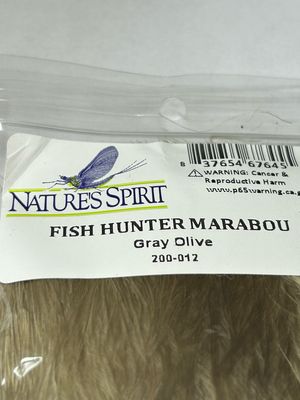 8 37654 67645
⚠WARNING: Cancer &
Reproductive Harm
www.p65warning.ca.g
NATURE'S SPIRIT
FISH HUNTER MARABOU
Gray Olive
200-012